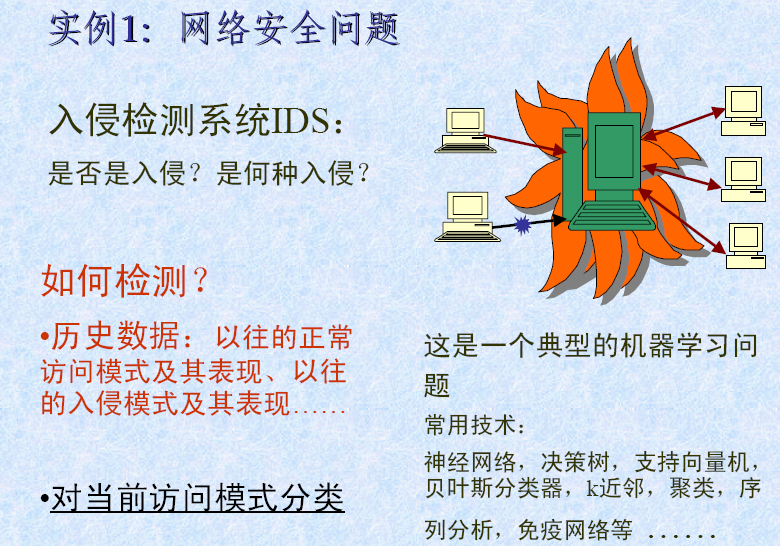 实例1：网络安全问题
入侵检测系统IDS：
是否是入侵？是何种入侵？
如何检测？
•历史数据：以往的正常
访问模式及其表现、以往
的入侵模式及其表现……
•对当前访问模式分类
这是一个典型的机器学习问
题
常用技术：
神经网络，决策树，支持向量机，
贝叶斯分类器，k近邻，聚类，序
列分析，免疫网络等 ......